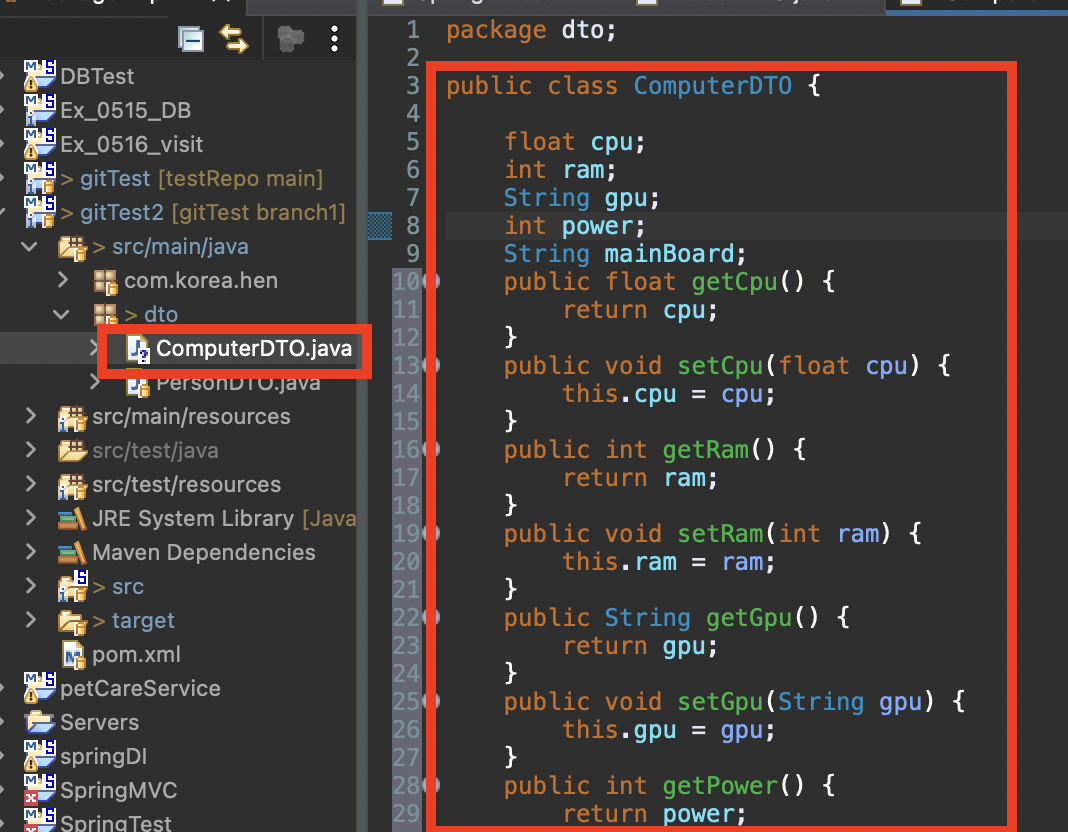 DBTest
Ex_0515_DB
Ex_0516_visit
> gitTest [testRepo main]
> gitTest2 [gitTest branch1]
> src/main/java
com.korea.hen
> dto
ComputerDTO.java
PersonDTO.java
src/main/resources
src/test/java
src/test/resources
JRE System Library [Java
Maven Dependencies
> src
> target
pom.xml
petCareService
Servers
springDI
SpringMVC
SpringTest
1 package dto;
2
3 public class ComputerDTO {
4
5 float cpu;
6 int ram;
7 String gpu;
8 int power;
9 String mainBoard;
10 public float getCpu() {
11 return cpu;
12 }
13 public void setCpu(float cpu) {
14 this.cpu = cpu;
15 }
16 public int getRam() {
17 return ram;
18 }
19 public void setRam(int ram) {
20 this.ram = ram;
21 }
22 public String getGpu() {
23 return gpu;
24 }
25 public void setGpu(String gpu) {
26 this.gpu = gpu;
27 }
28 public int getPower() {
29 return power;